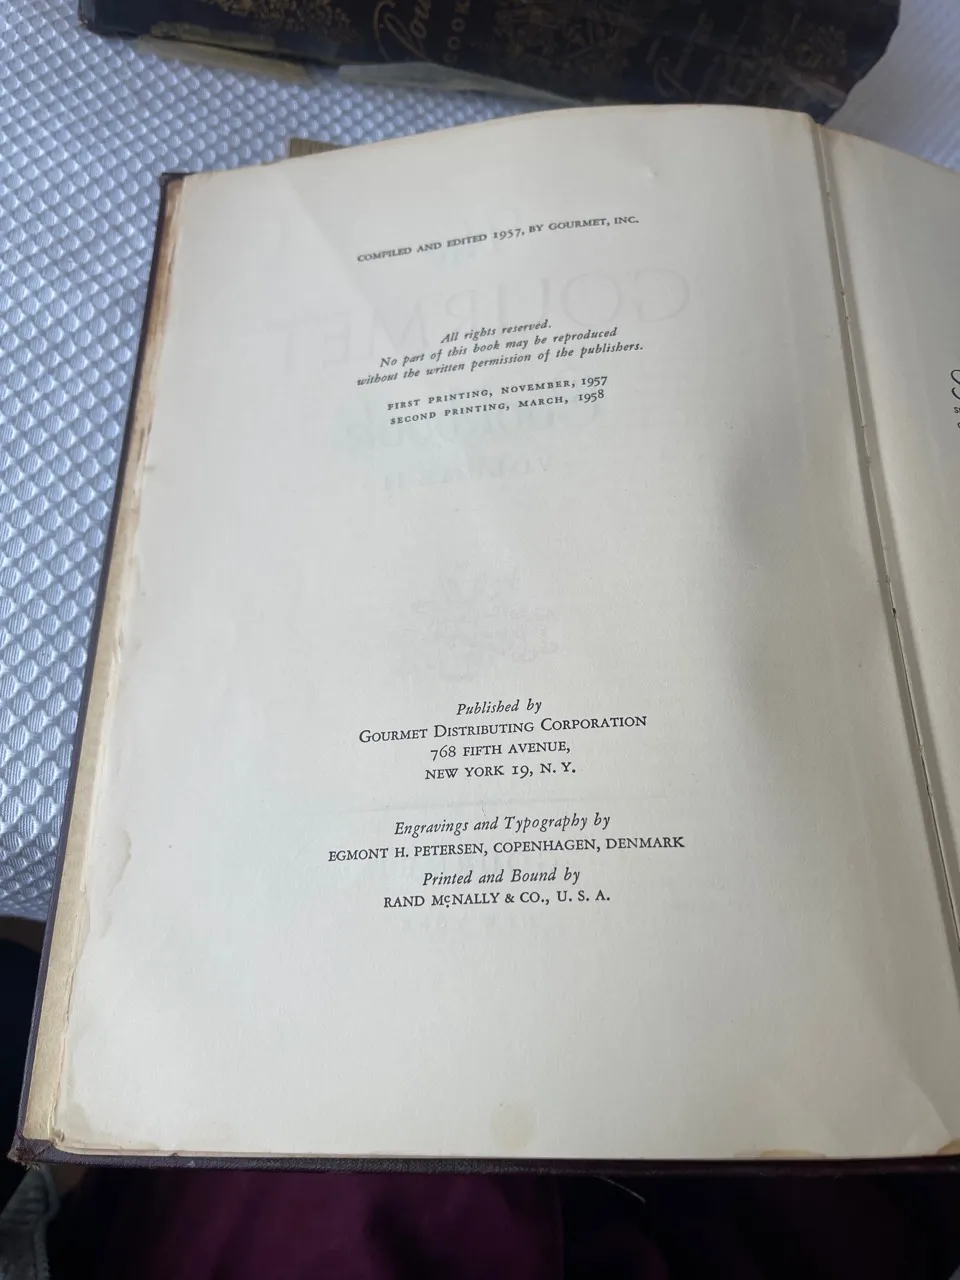 COMPILED AND EDITED 1957, BY GOURMET, INC.
All rights reserved.
No part of this book may be reproduced
without the written permission of the publishers.
FIRST PRINTING, NOVEMBER, 1957
SECOND PRINTING, MARCH, 1958
Published by
GOURMET DISTRIBUTING CORPORATION
768 FIFTH AVENUE,
NEW YORK 19, N. Y.
Engravings and Typography by
EGMONT H. PETERSEN, COPENHAGEN, DENMARK
Printed and Bound by
RAND McNALLY & CO., U. S. A.